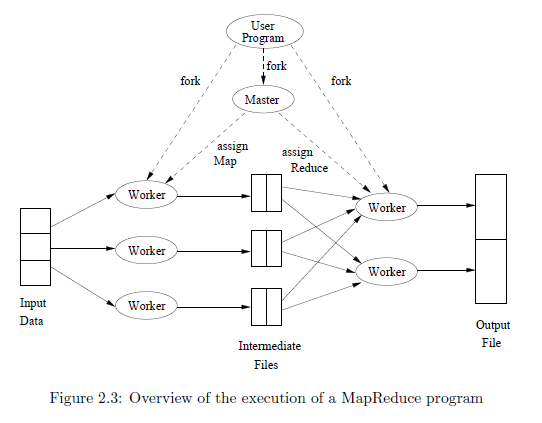 User
Program
fork
fork
fork
Master
assign
Map
assign
Reduce
Worker
Worker
Worker
Worker
Worker
Input
Data
Intermediate
Files
Output
File
Figure 2.3: Overview of the execution of a MapReduce program